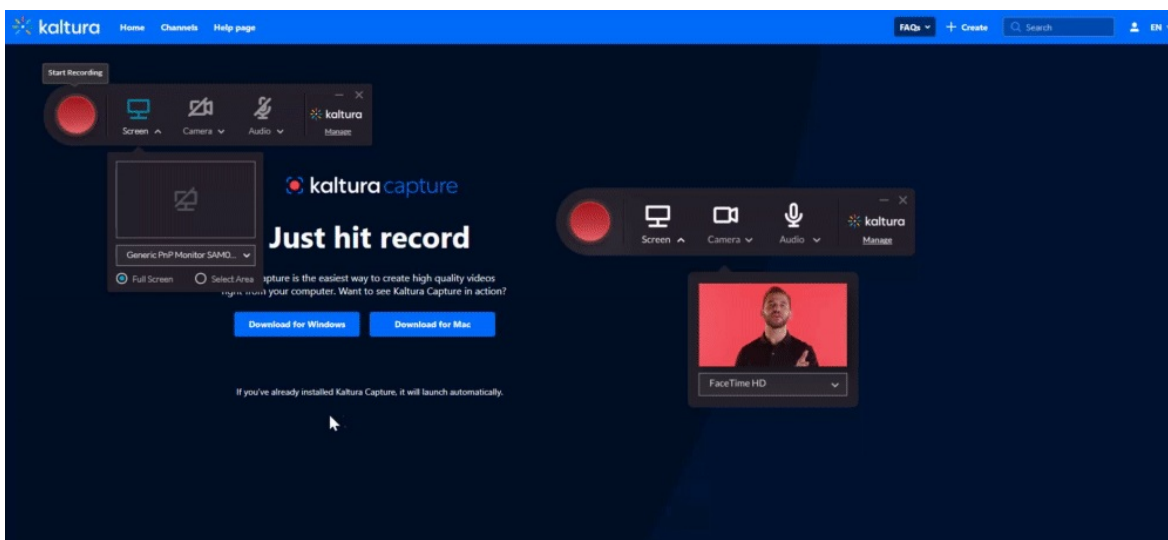 kaltura Home Channels Help page FAQs + Create Search EN
Start Recording
Screen Camera Audio
kaltura
Manage
Generic PnP Monitor SAM0...
Full Screen Select Area
kaltura capture
Just hit record
pture is the easiest way to create high quality videos
your computer. Want to see Kaltura Capture in action?
Download for Windows Download for Mac
If you've already installed Kaltura Capture, it will launch automatically.
Screen Camera Audio
kaltura
Manage
FaceTime HD